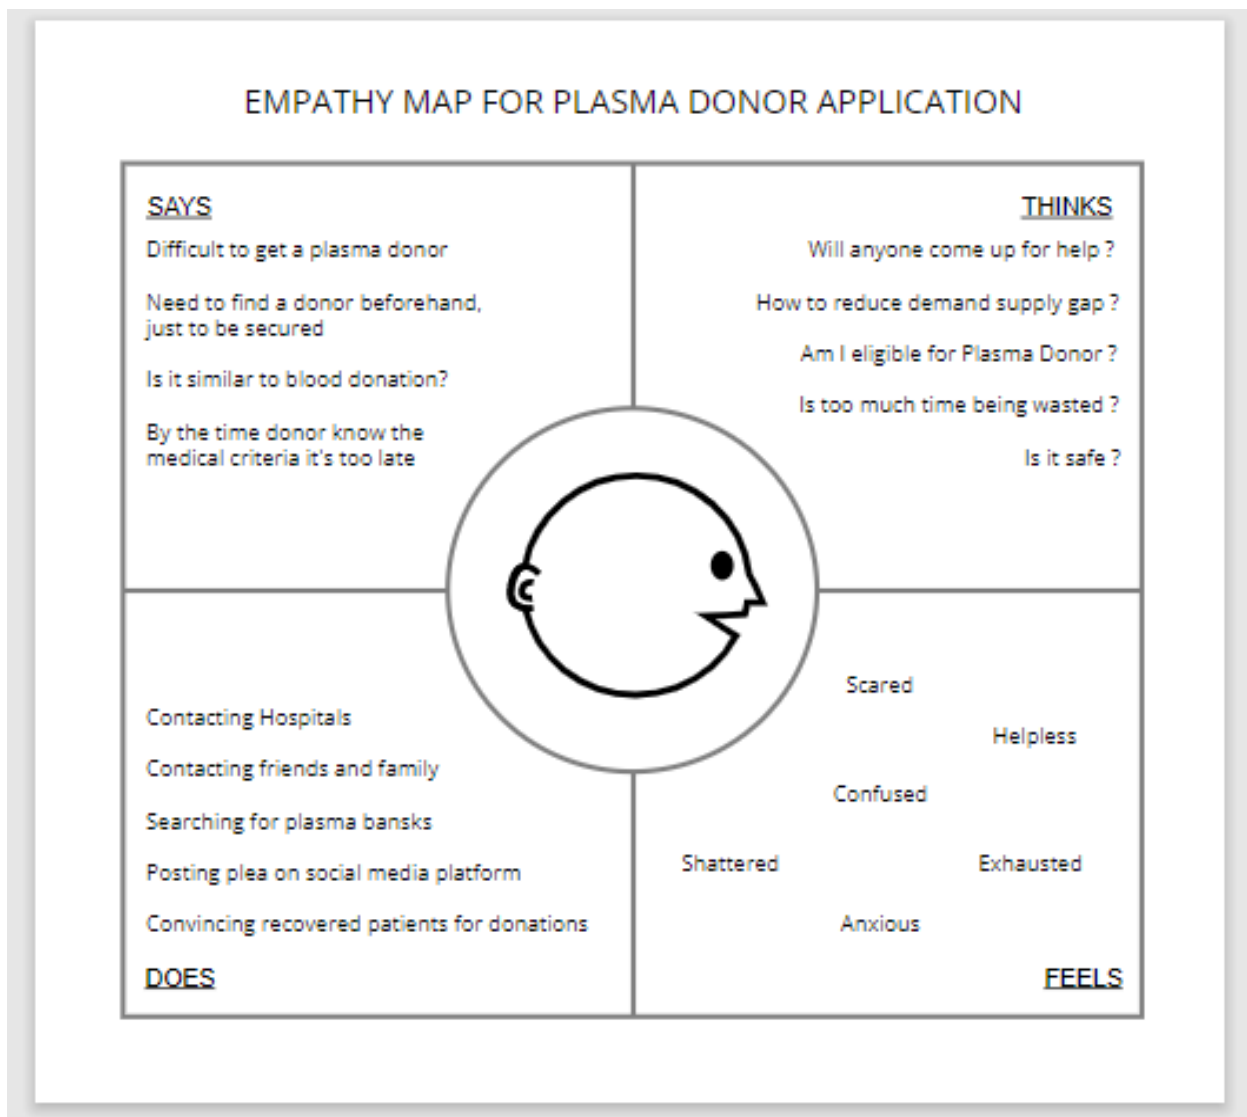 EMPATHY MAP FOR PLASMA DONOR APPLICATION
SAYS
Difficult to get a plasma donor
Need to find a donor beforehand,
just to be secured
Is it similar to blood donation?
By the time donor know the
medical criteria it's too late
THINKS
Will anyone come up for help ?
How to reduce demand supply gap ?
Am I eligible for Plasma Donor ?
Is too much time being wasted ?
Is it safe ?
Contacting Hospitals
Contacting friends and family
Searching for plasma bansks
Posting plea on social media platform
Convincing recovered patients for donations
DOES
Scared
Helpless
Confused
Shattered
Exhausted
Anxious
FEELS